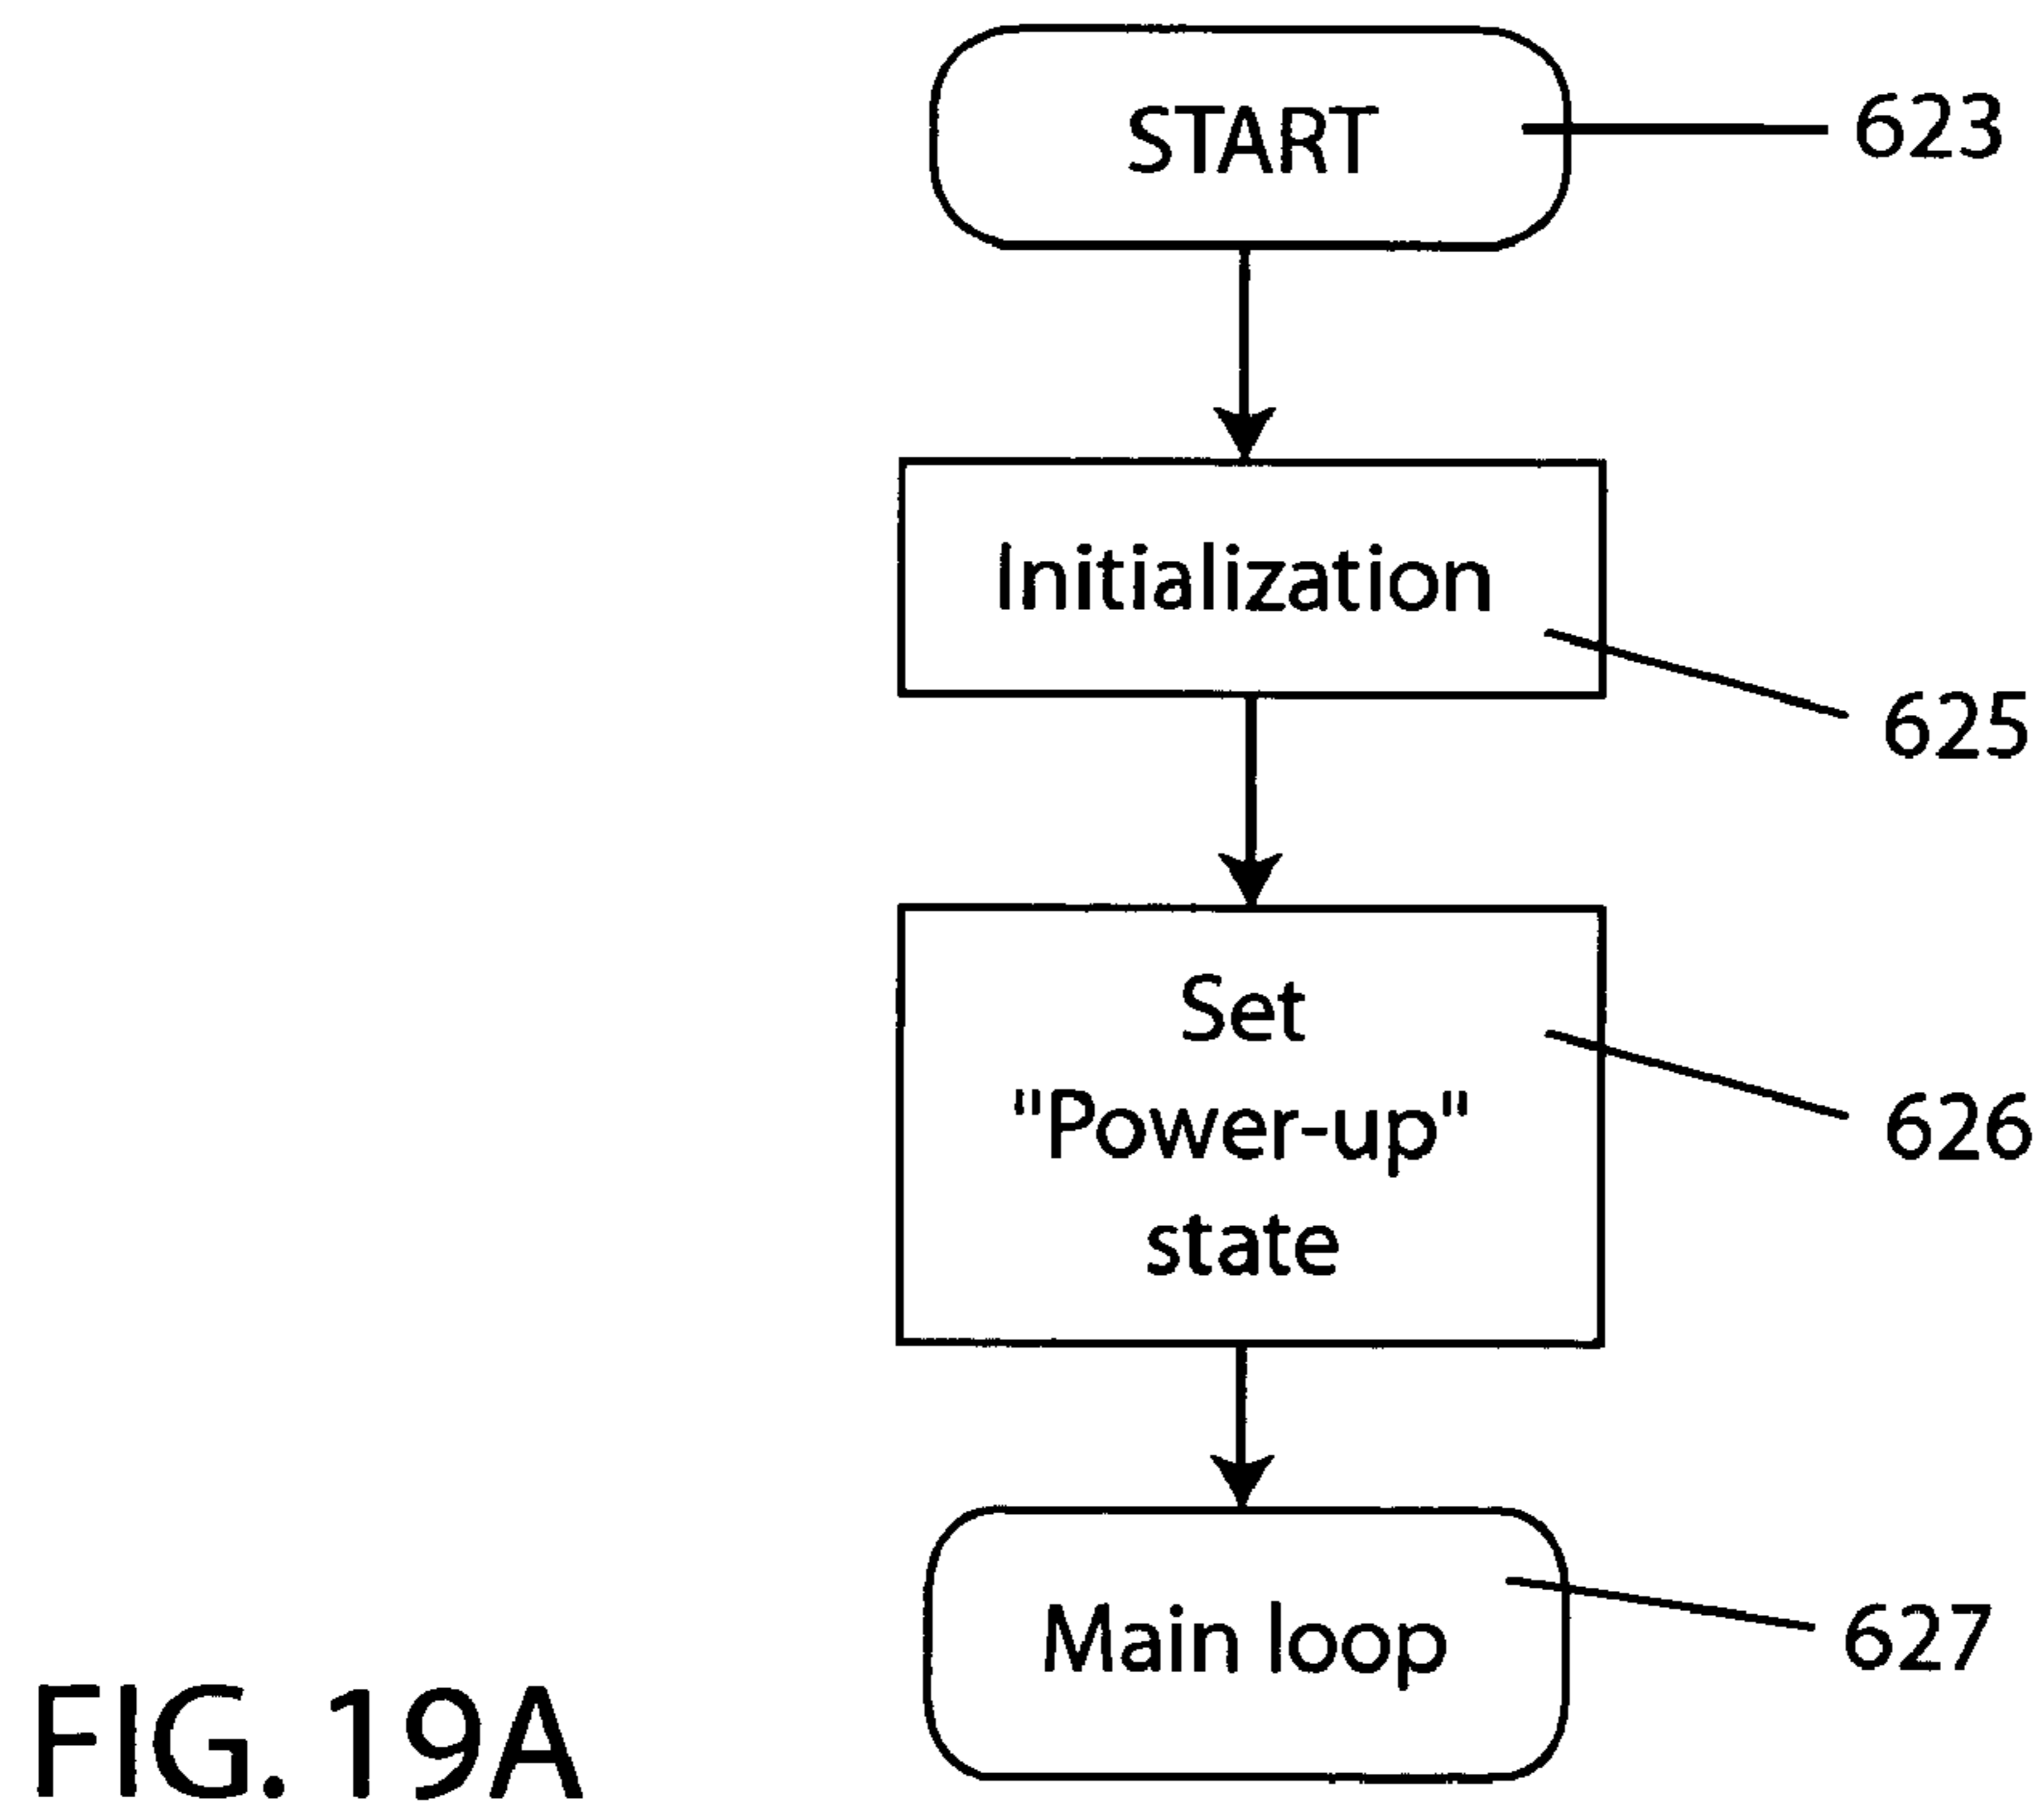 START
623
Initialization
625
Set
"Power-up"
state
626
Main loop
627
FIG. 19A